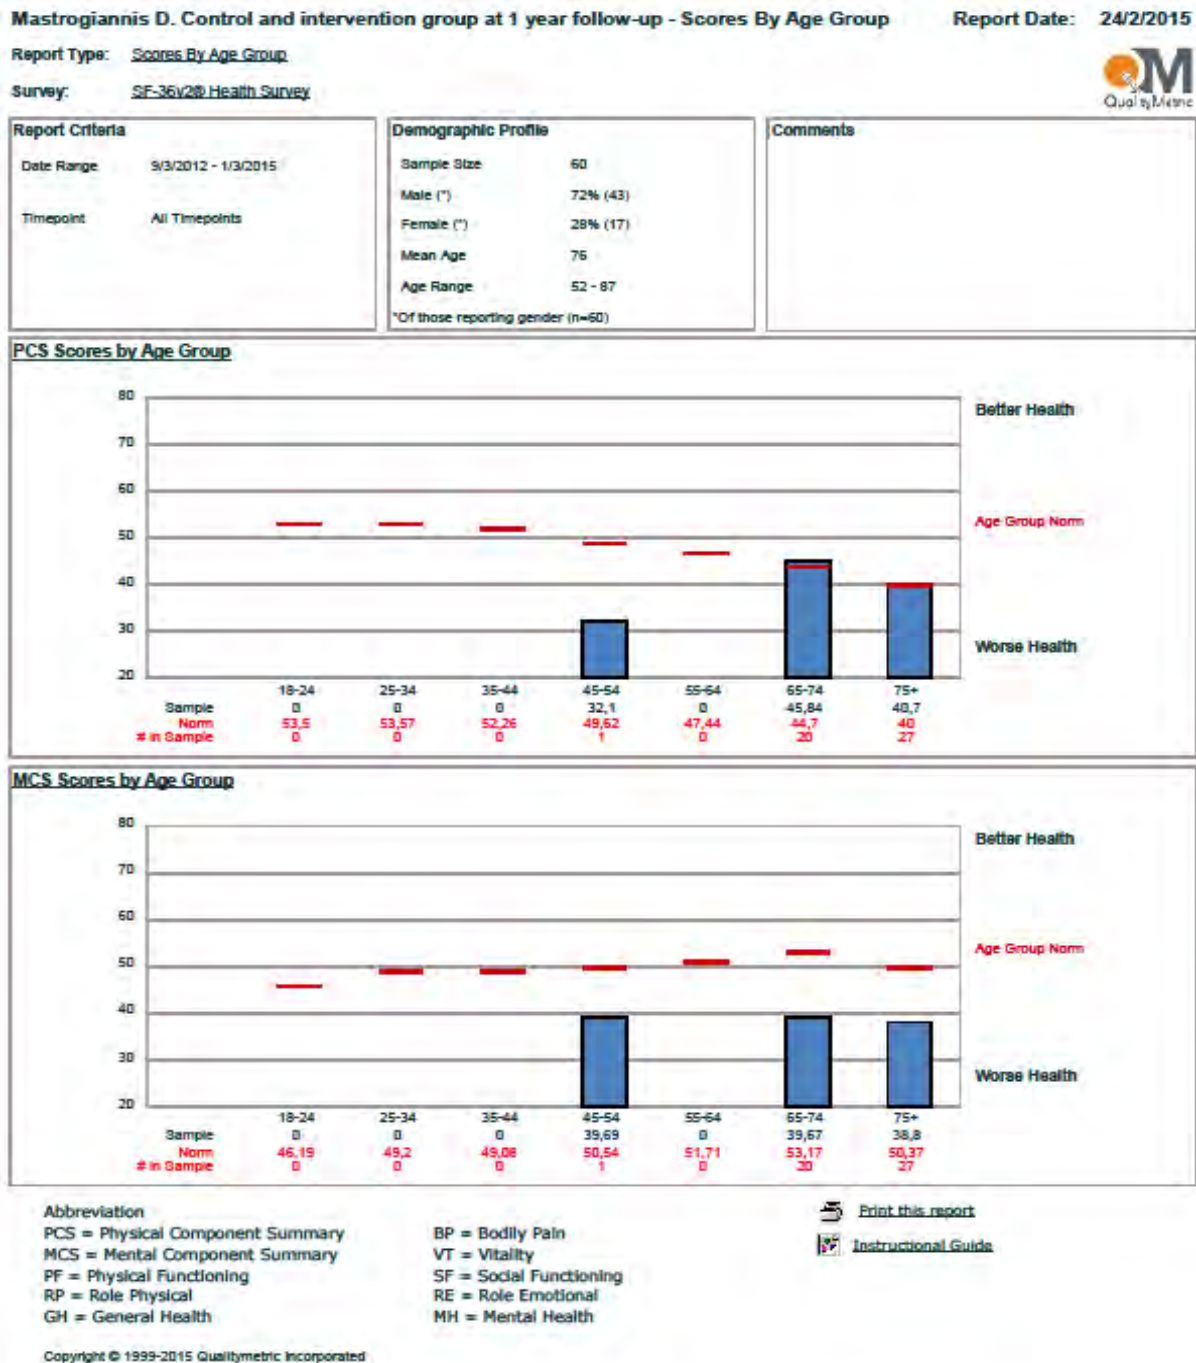 Mastrogiannis D. Control and intervention group at 1 year follow-up - Scores By Age Group Report Date: 24/2/2015
Report Type: Scores By Age Group
Survey: SF-36v2® Health Survey
QualityMetric
Report Criteria
Date Range 9/3/2012 - 1/3/2015
Timepoint All Timepoints
Demographic Profile
Sample Size 60
Male (*) 72% (43)
Female (*) 28% (17)
Mean Age 76
Age Range 52 - 87
*Of those reporting gender (n=60)
Comments
PCS Scores by Age Group
80
70
60
50
40
30
20
Better Health
Age Group Norm
Worse Health
18-24 25-34 35-44 45-54 55-64 65-74 75+
Sample 0 0 0 32,1 0 45,84 40,7
Norm 53,5 53,57 52,26 49,62 47,44 44,7 40
# in Sample 0 0 0 1 0 20 27
MCS Scores by Age Group
80
70
60
50
40
30
20
Better Health
Age Group Norm
Worse Health
18-24 25-34 35-44 45-54 55-64 65-74 75+
Sample 0 0 0 39,69 0 39,67 38,8
Norm 46,19 49,2 49,08 50,54 51,71 53,17 50,37
# in Sample 0 0 0 1 0 20 27
Abbreviation
PCS = Physical Component Summary
MCS = Mental Component Summary
PF = Physical Functioning
RP = Role Physical
GH = General Health
BP = Bodily Pain
VT = Vitality
SF = Social Functioning
RE = Role Emotional
MH = Mental Health
Print this report
Instructional Guide
Copyright © 1999-2015 Qualitymetric Incorporated